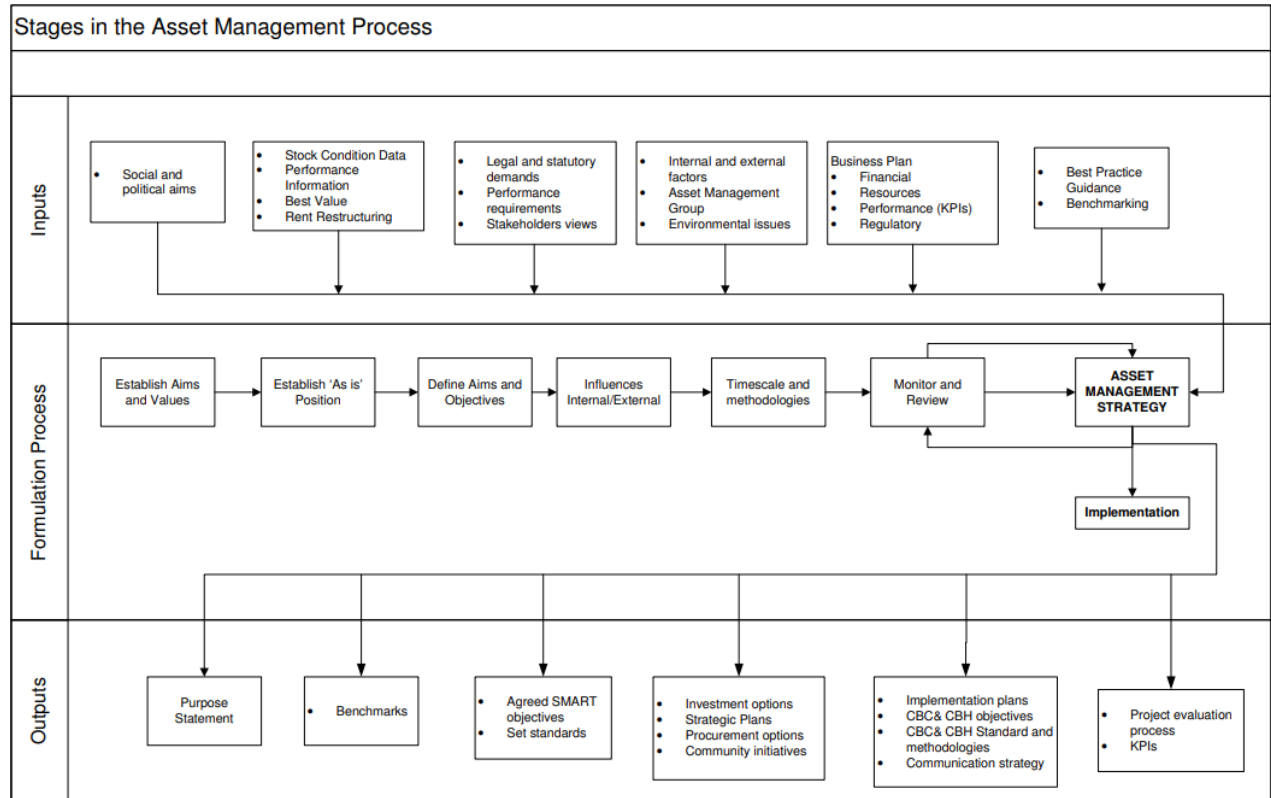 Stages in the Asset Management Process
Inputs
• Social and
political aims
• Stock Condition Data
• Performance
Information
• Best Value
• Rent Restructuring
• Legal and statutory
demands
• Performance
requirements
• Stakeholders views
• Internal and external
factors
• Asset Management
Group
• Environmental issues
Business Plan
• Financial
• Resources
• Performance (KPIs)
• Regulatory
• Best Practice
Guidance
• Benchmarking
Formulation Process
Establish Aims
and Values
Establish ‘As is’
Position
Define Aims and
Objectives
Influences
Internal/External
Timescale and
methodologies
Monitor and
Review
ASSET
MANAGEMENT
STRATEGY
Implementation
Outputs
Purpose
Statement
• Benchmarks
• Agreed SMART
objectives
• Set standards
• Investment options
• Strategic Plans
• Procurement options
• Community initiatives
• Implementation plans
• CBC& CBH objectives
• CBC& CBH Standard and
methodologies
• Communication strategy
• Project evaluation
process
• KPIs